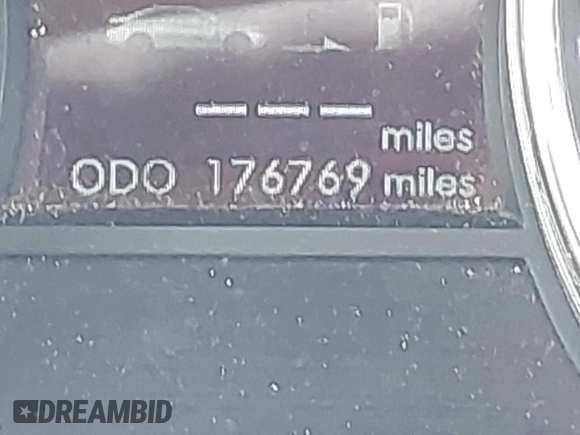 --- 
miles
ODO 176769 miles
DREAMBID